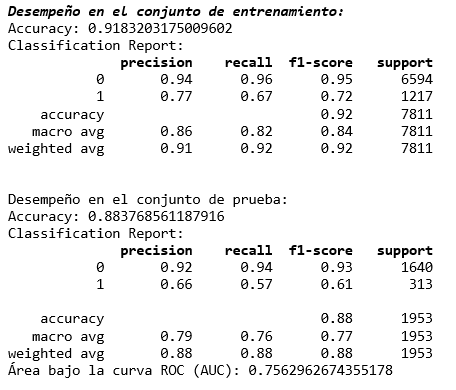 Desempeño en el conjunto de entrenamiento:
Accuracy: 0.9183203175009602
Classification Report:
precision recall f1-score support
0 0.94 0.96 0.95 6594
1 0.77 0.67 0.72 1217
accuracy 0.92 7811
macro avg 0.86 0.82 0.84 7811
weighted avg 0.91 0.92 0.92 7811
Desempeño en el conjunto de prueba:
Accuracy: 0.883768561187916
Classification Report:
precision recall f1-score support
0 0.92 0.94 0.93 1640
1 0.66 0.57 0.61 313
accuracy 0.88 1953
macro avg 0.79 0.76 0.77 1953
weighted avg 0.88 0.88 0.88 1953
Área bajo la curva ROC (AUC): 0.7562962674355178